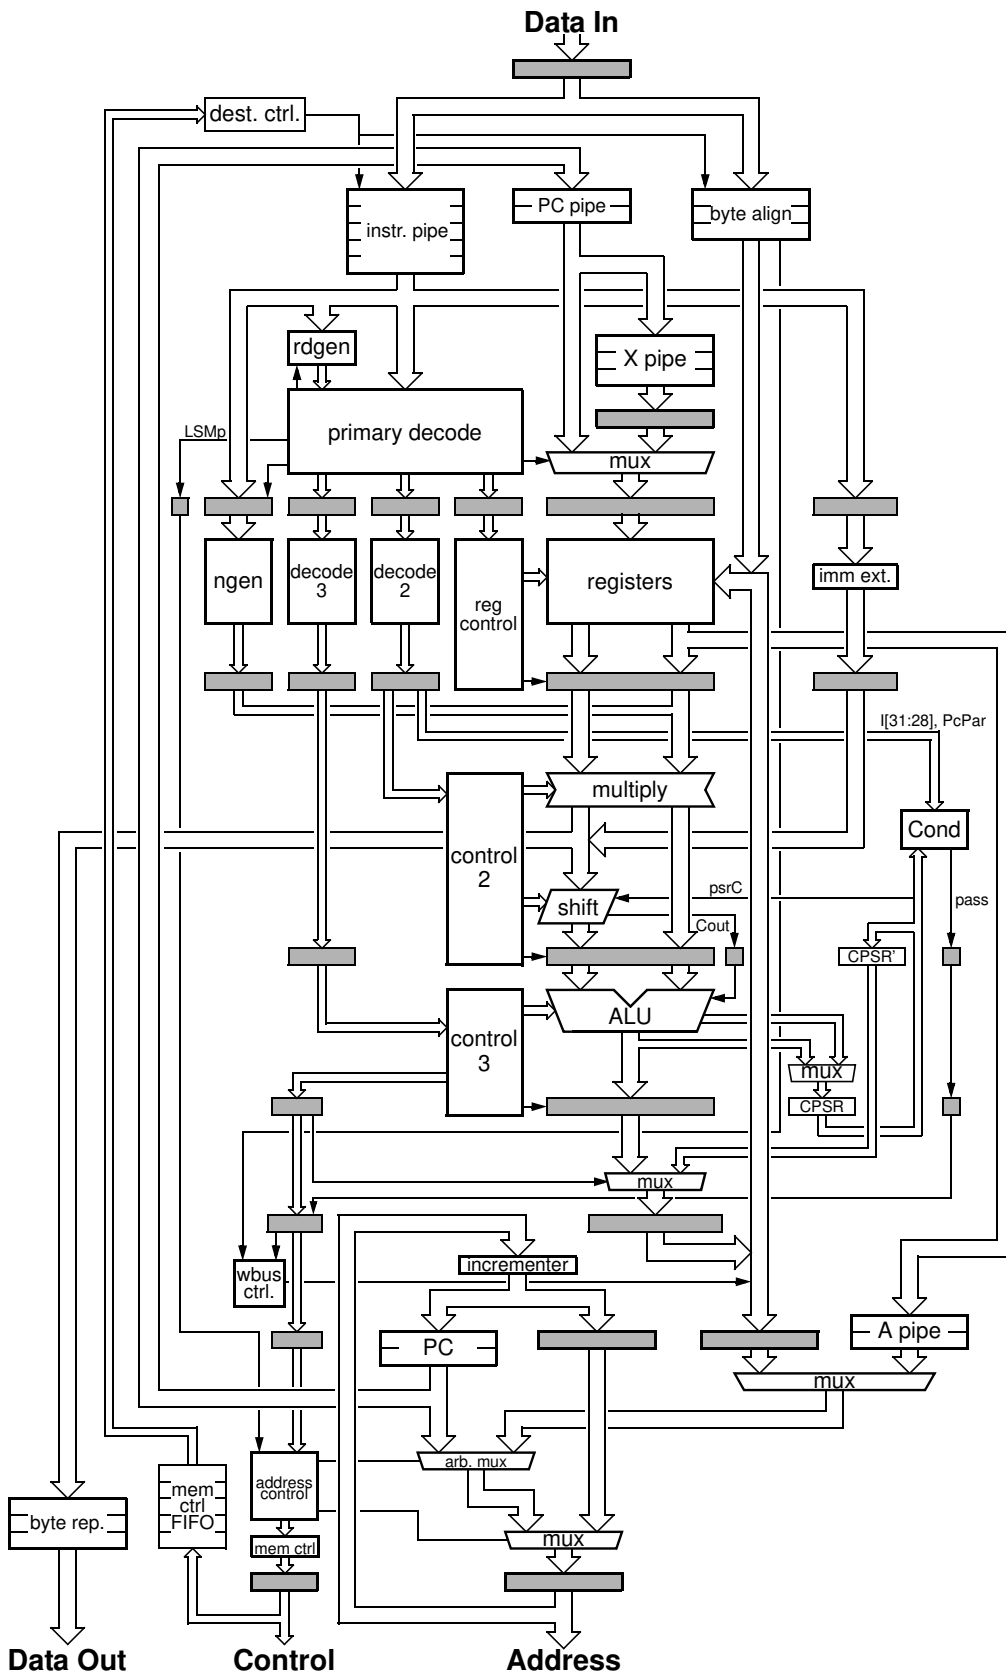 Data In
dest. ctrl.
instr. pipe
PC pipe
byte align
rdgen
X pipe
primary decode
LSMp
mux
ngen
decode
3
decode
2
reg
control
registers
imm ext.
I[31:28], PcPar
multiply
Cond
control
2
psrC
pass
shift
Cout
CPSR'
ALU
control
3
mux
CPSR
mux
incrementer
wbus
ctrl.
PC
A pipe
mux
arb. mux
mem
ctrl
FIFO
address
control
byte rep.
mux
mem ctrl
Data Out
Control
Address